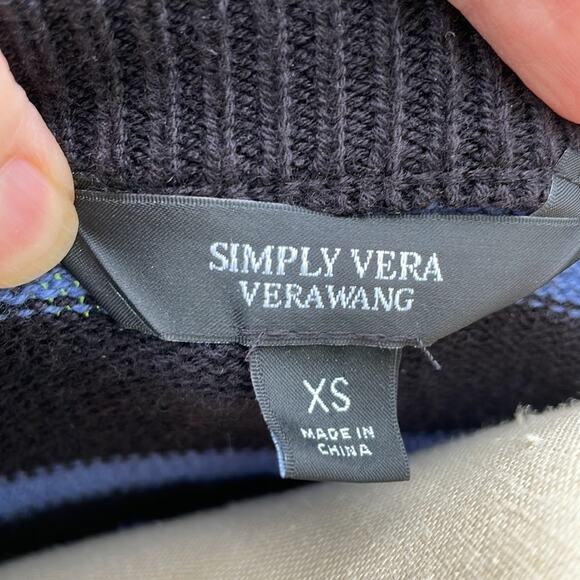 SIMPLY VERA
VERAWANG
XS
MADE IN
CHINA